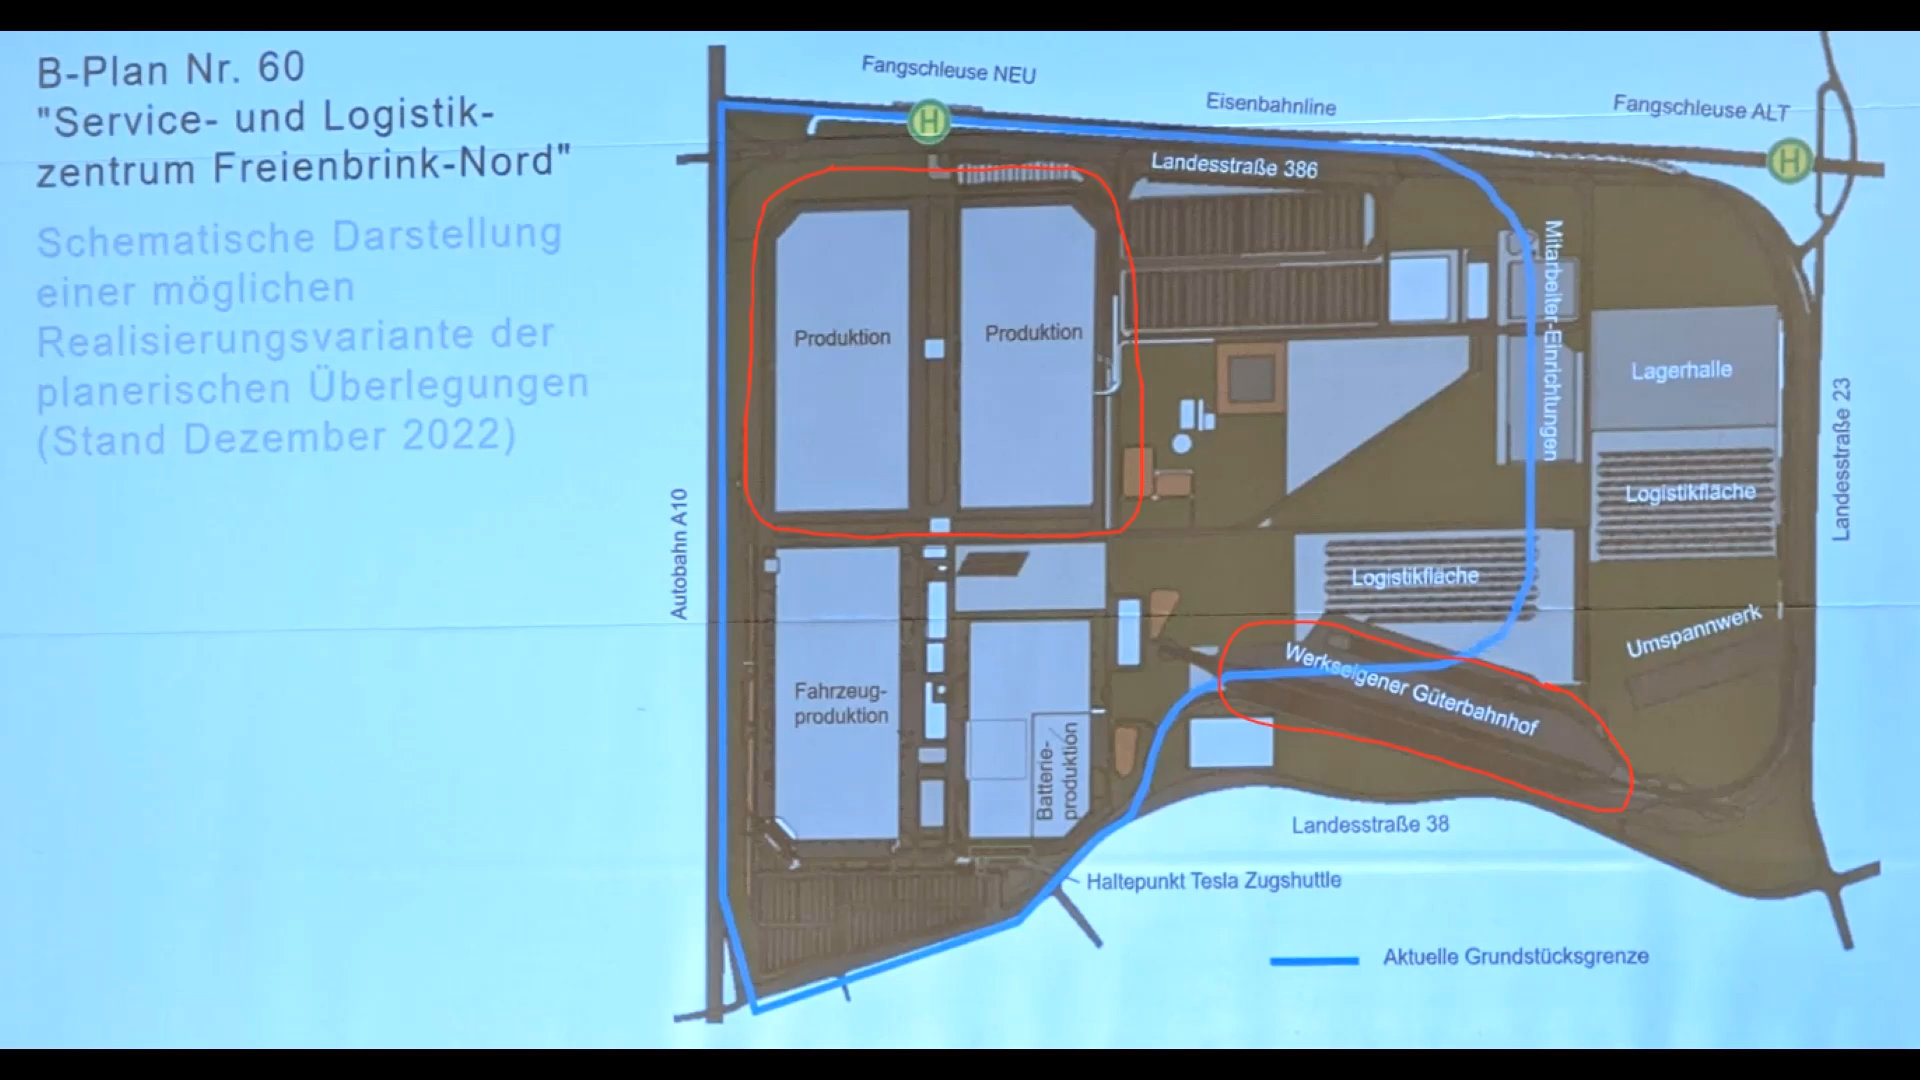 B-Plan Nr. 60
"Service- und Logistik-
zentrum Freienbrink-Nord"
Schematische Darstellung
einer möglichen
Realisierungsvariante der
planerischen Überlegungen
(Stand Dezember 2022)
Fangschleuse NEU
Eisenbahnline
Fangschleuse ALT
H
H
Landesstraße 386
Mitarbeiter-Einrichtungen
Produktion
Produktion
Lagerhalle
Landesstraße 23
Logistikfläche
Autobahn A10
Logistikfläche
Umspannwerk
Werkseigener Güterbahnhof
Fahrzeug-
produktion
Batterie-
produktion
Landesstraße 38
Haltepunkt Tesla Zugshuttle
Aktuelle Grundstücksgrenze